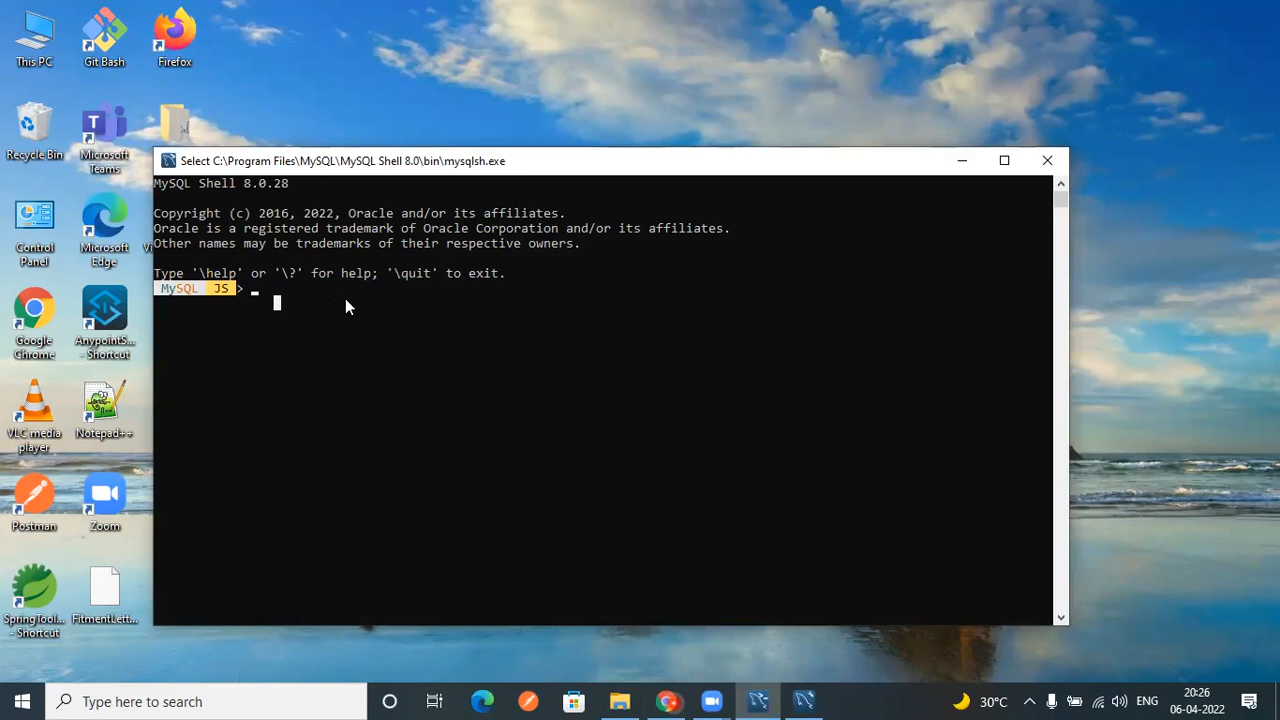 This PC
Git Bash
Firefox
Recycle Bin
Microsoft
Teams
Select C:\Program Files\MySQL\MySQL Shell 8.0\bin\mysqlsh.exe
MySQL Shell 8.0.28
Copyright (c) 2016, 2022, Oracle and/or its affiliates.
Oracle is a registered trademark of Oracle Corporation and/or its affiliates.
Other names may be trademarks of their respective owners.
Type '\help' or '\?' for help; '\quit' to exit.
MySQL JS >
Control
Panel
Microsoft
Edge
Vi
Google
Chrome
AnypointS...
- Shortcut
VLC media
player
Notepad++
Postman
Zoom
SpringTool...
- Shortcut
FitmentLett...
Type here to search
30°C
ENG
20:26
06-04-2022